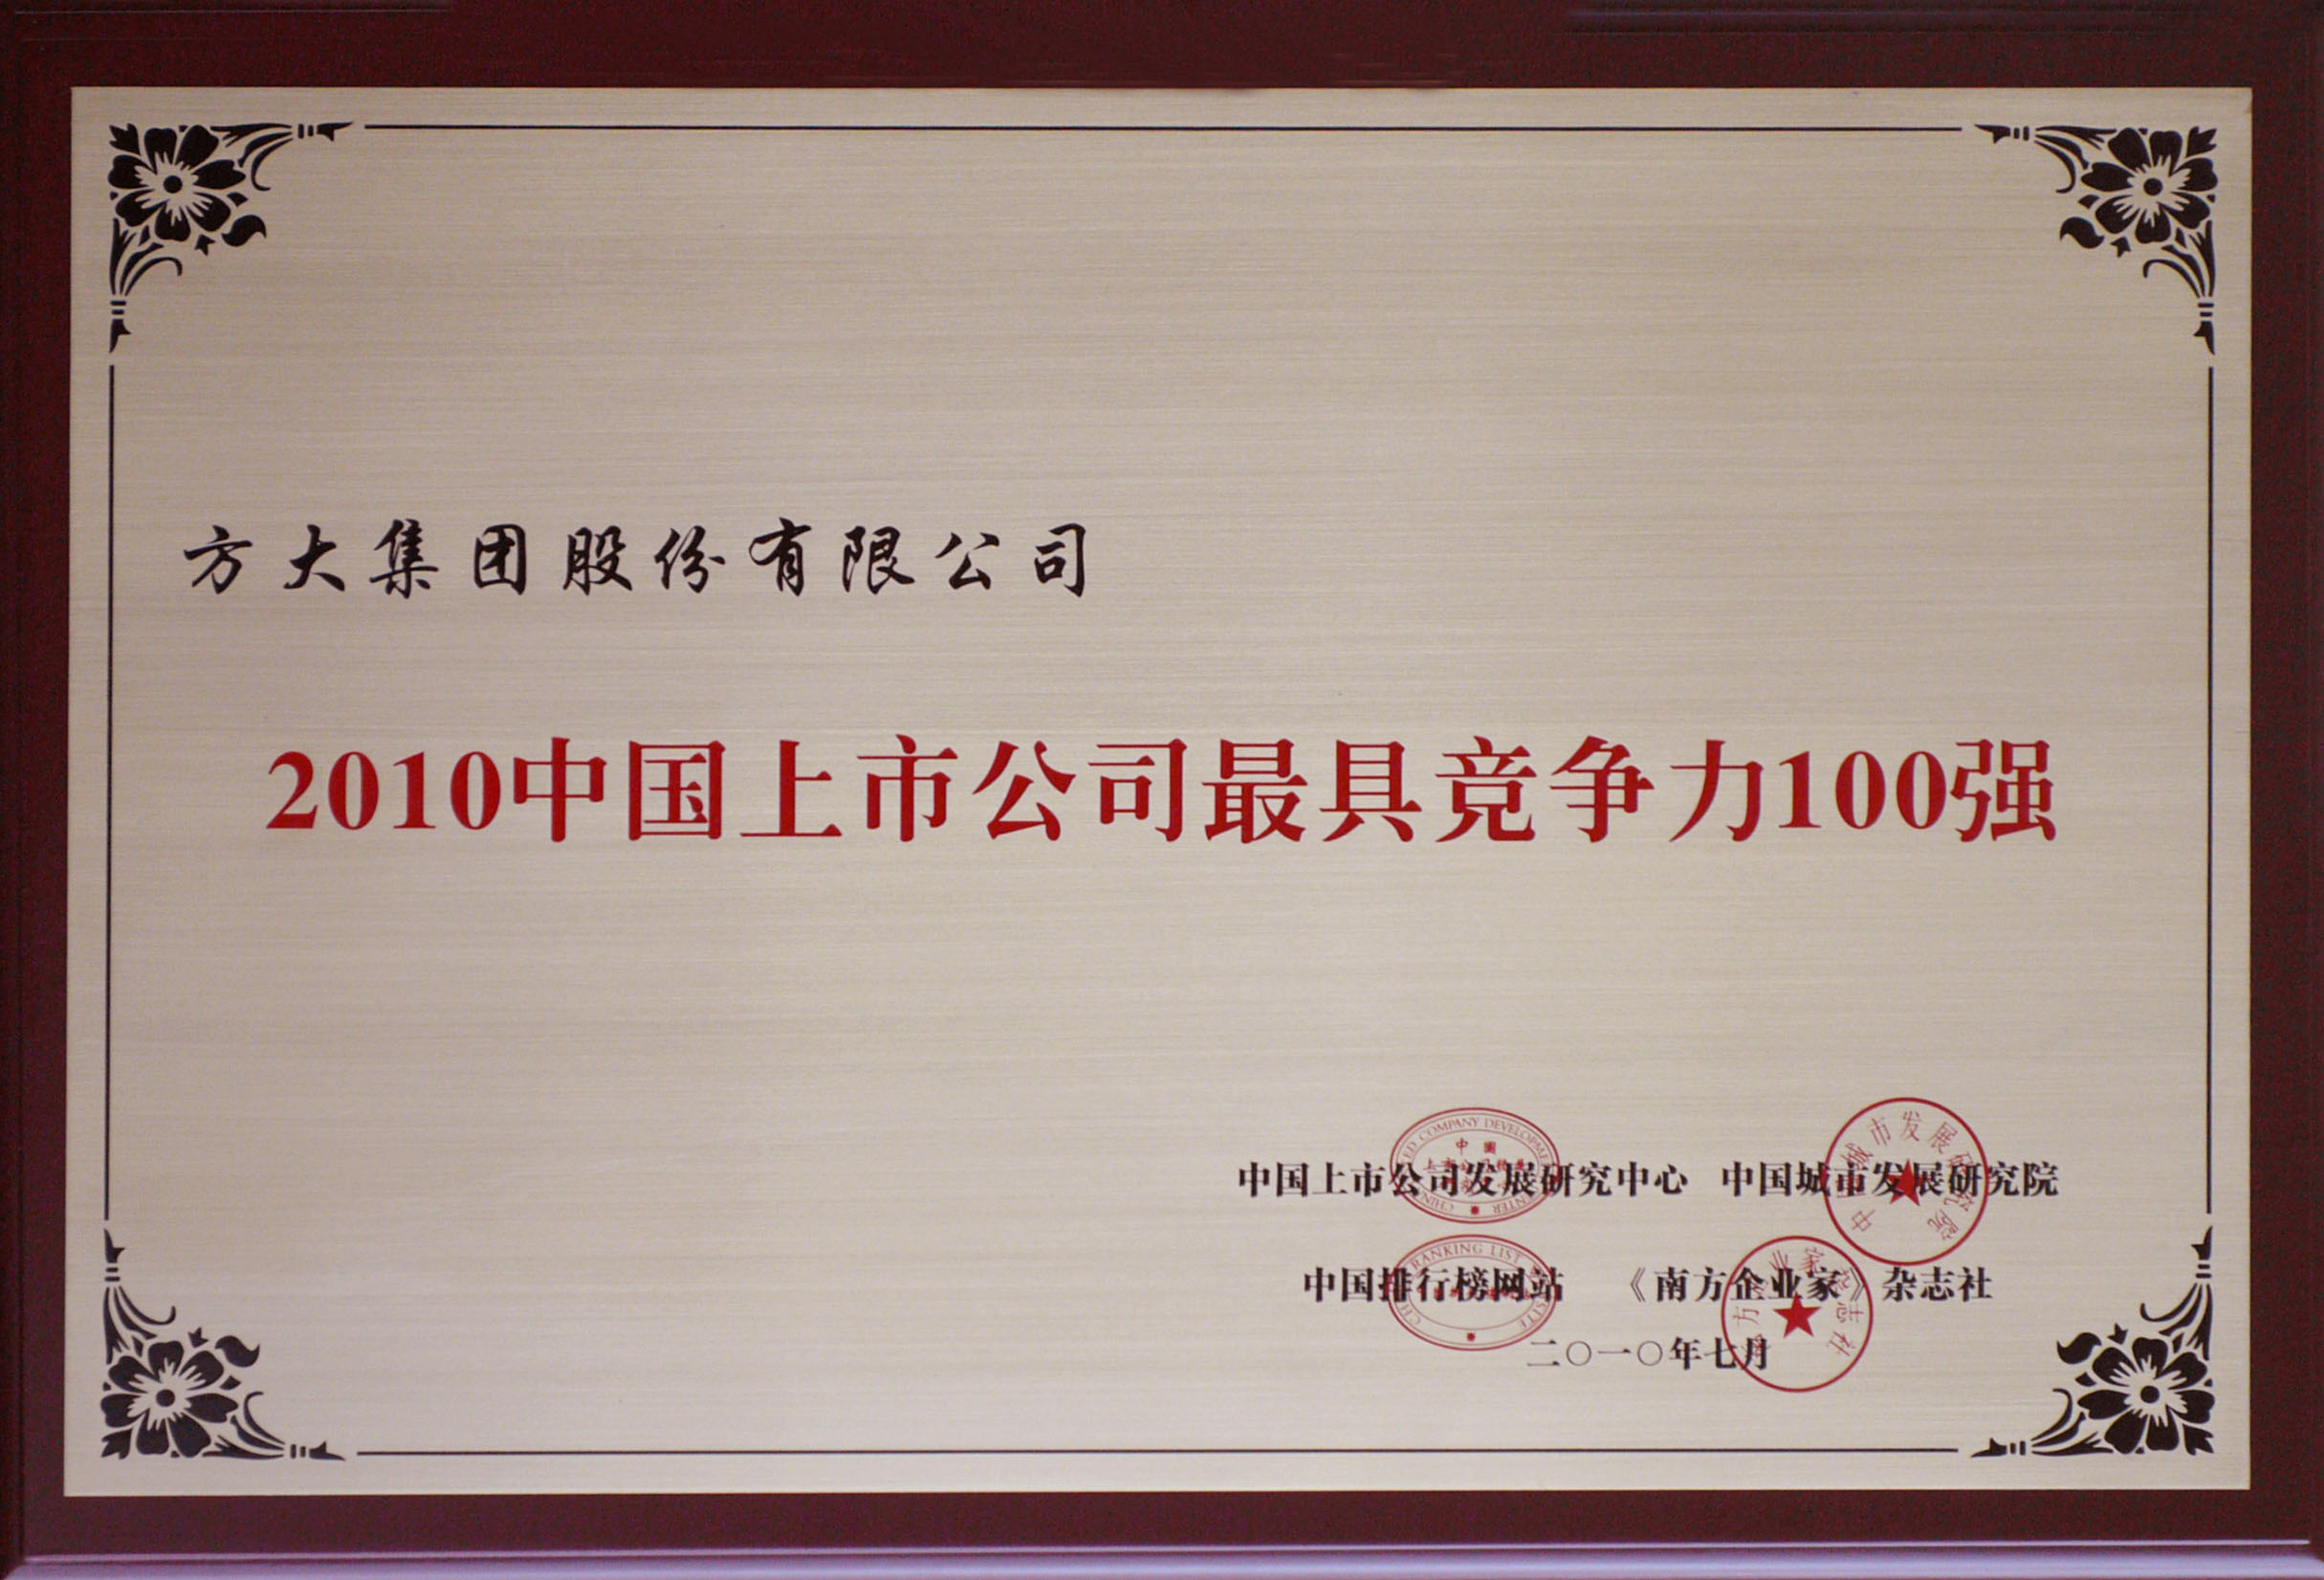 方大集团股份有限公司
2010中国上市公司最具竞争力100强
中国上市公司发展研究中心 中国城市发展研究院
中国排行榜网站 《南方企业家》杂志社
二〇一〇年七月